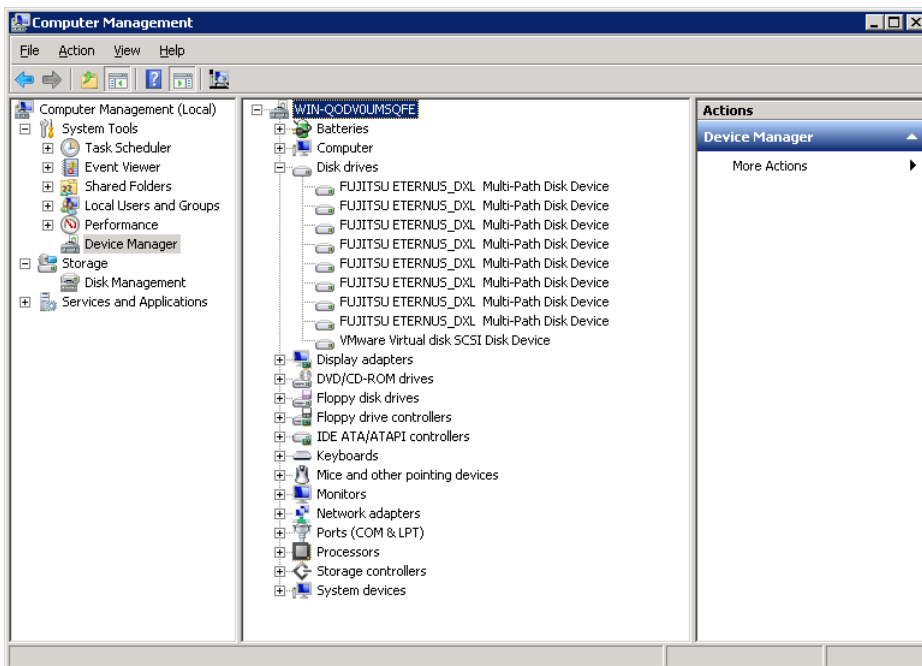 Computer Management
File Action View Help
Computer Management (Local)
System Tools
Task Scheduler
Event Viewer
Shared Folders
Local Users and Groups
Performance
Device Manager
Storage
Disk Management
Services and Applications
WIN-QODV0UMSQFE
Batteries
Computer
Disk drives
FUJITSU ETERNUS_DXL Multi-Path Disk Device
FUJITSU ETERNUS_DXL Multi-Path Disk Device
FUJITSU ETERNUS_DXL Multi-Path Disk Device
FUJITSU ETERNUS_DXL Multi-Path Disk Device
FUJITSU ETERNUS_DXL Multi-Path Disk Device
FUJITSU ETERNUS_DXL Multi-Path Disk Device
FUJITSU ETERNUS_DXL Multi-Path Disk Device
FUJITSU ETERNUS_DXL Multi-Path Disk Device
VMware Virtual disk SCSI Disk Device
Display adapters
DVD/CD-ROM drives
Floppy disk drives
Floppy drive controllers
IDE ATA/ATAPI controllers
Keyboards
Mice and other pointing devices
Monitors
Network adapters
Ports (COM & LPT)
Processors
Storage controllers
System devices
Actions
Device Manager
More Actions